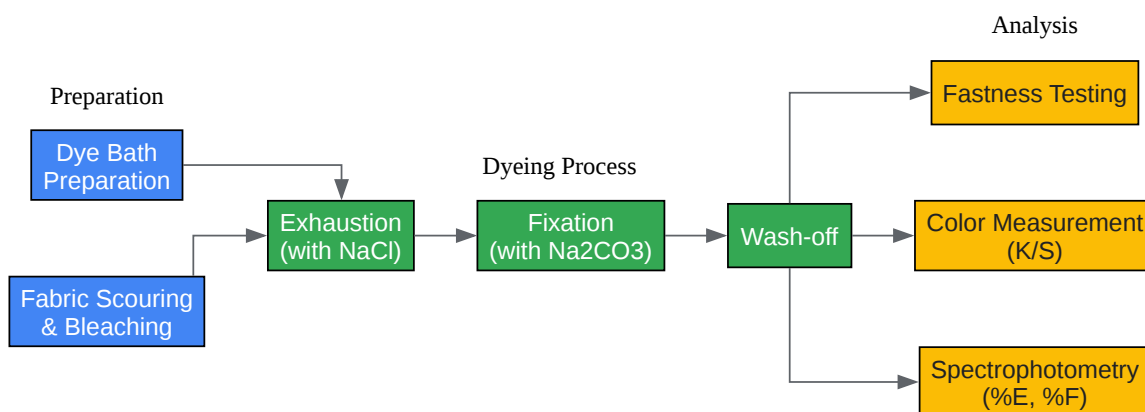 Preparation
Dye Bath
Preparation
Fabric Scouring
& Bleaching
Dyeing Process
Exhaustion
(with NaCl)
Fixation
(with Na2CO3)
Wash-off
Analysis
Fastness Testing
Color Measurement
(K/S)
Spectrophotometry
(%E, %F)